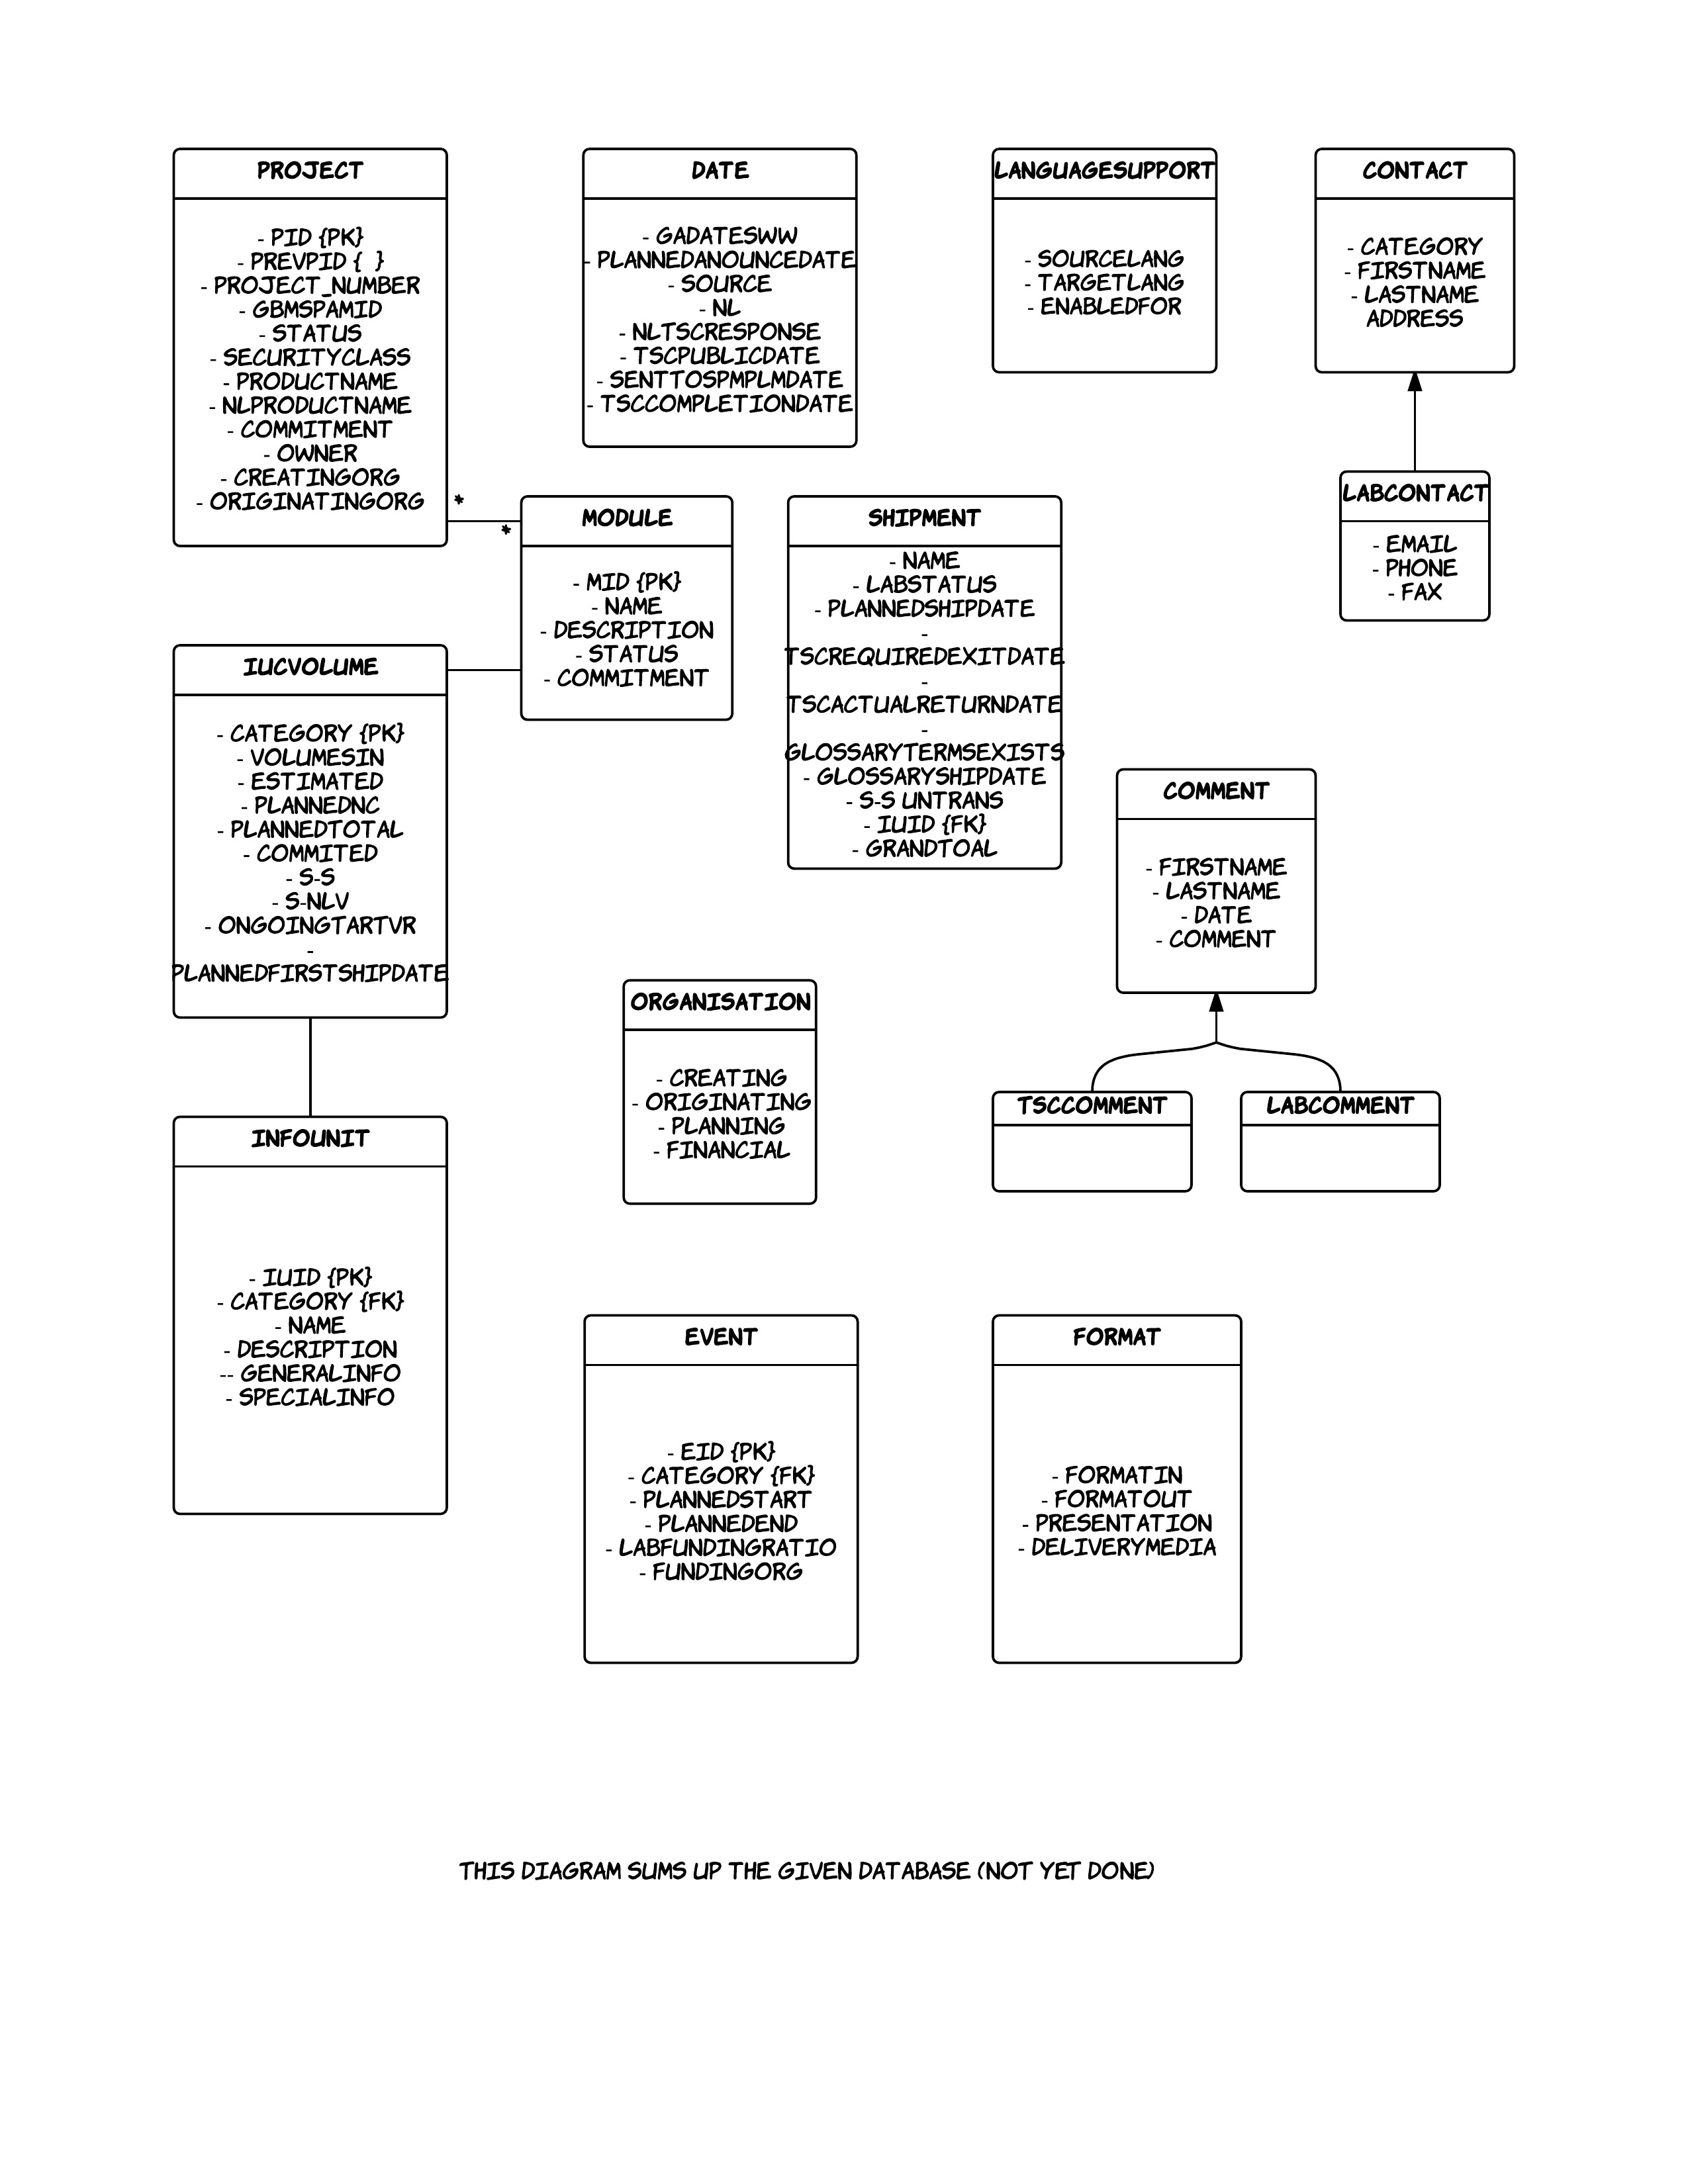 PROJECT
- PID {PK}
- PREVPID {  }
- PROJECT_NUMBER
- GBMSPAMID
- STATUS
- SECURITYCLASS
- PRODUCTNAME
- NLPRODUCTNAME
- COMMITMENT
- OWNER
- CREATINGORG
- ORIGINATINGORG
DATE
- GADATESWW
- PLANNEDANOUNCEDATE
- SOURCE
- NL
- NLTSCRESPONSE
- TSCPUBLICDATE
- SENTTOSPMPLMDATE
- TSCCOMPLETIONDATE
LANGUAGESUPPORT
- SOURCELANG
- TARGETLANG
- ENABLEDFOR
CONTACT
- CATEGORY
- FIRSTNAME
- LASTNAME
ADDRESS
LABCONTACT
- EMAIL
- PHONE
- FAX
*
*
MODULE
- MID {PK}
- NAME
- DESCRIPTION
- STATUS
- COMMITMENT
SHIPMENT
- NAME
- LABSTATUS
- PLANNEDSHIPDATE
-
TSCREQUIREDEXITDATE
-
TSCACTUALRETURNDATE
-
GLOSSARYTERMSEXISTS
- GLOSSARYSHIPDATE
- S-S UNTRANS
- IUID {FK}
- GRANDTOAL
IUCVOLUME
- CATEGORY {PK}
- VOLUMESIN
- ESTIMATED
- PLANNEDNC
- PLANNEDTOTAL
- COMMITED
- S-S
- S-NLV
- ONGOINGTARTVR
-
PLANNEDFIRSTSHIPDATE
COMMENT
- FIRSTNAME
- LASTNAME
- DATE
- COMMENT
ORGANISATION
- CREATING
- ORIGINATING
- PLANNING
- FINANCIAL
TSCCOMMENT
LABCOMMENT
INFOUNIT
- IUID {PK}
- CATEGORY {FK}
- NAME
- DESCRIPTION
-- GENERALINFO
- SPECIALINFO
EVENT
- EID {PK}
- CATEGORY {FK}
- PLANNEDSTART
- PLANNEDEND
- LABFUNDINGRATIO
- FUNDINGORG
FORMAT
- FORMATIN
- FORMATOUT
- PRESENTATION
- DELIVERYMEDIA
THIS DIAGRAM SUMS UP THE GIVEN DATABASE (NOT YET DONE)